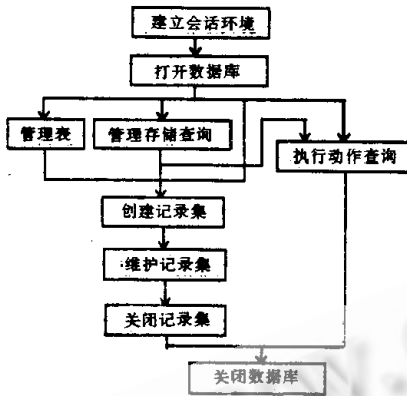 建立会话环境
打开数据库
管理表
管理存储查询
执行动作查询
创建记录集
维护记录集
关闭记录集
关闭数据库